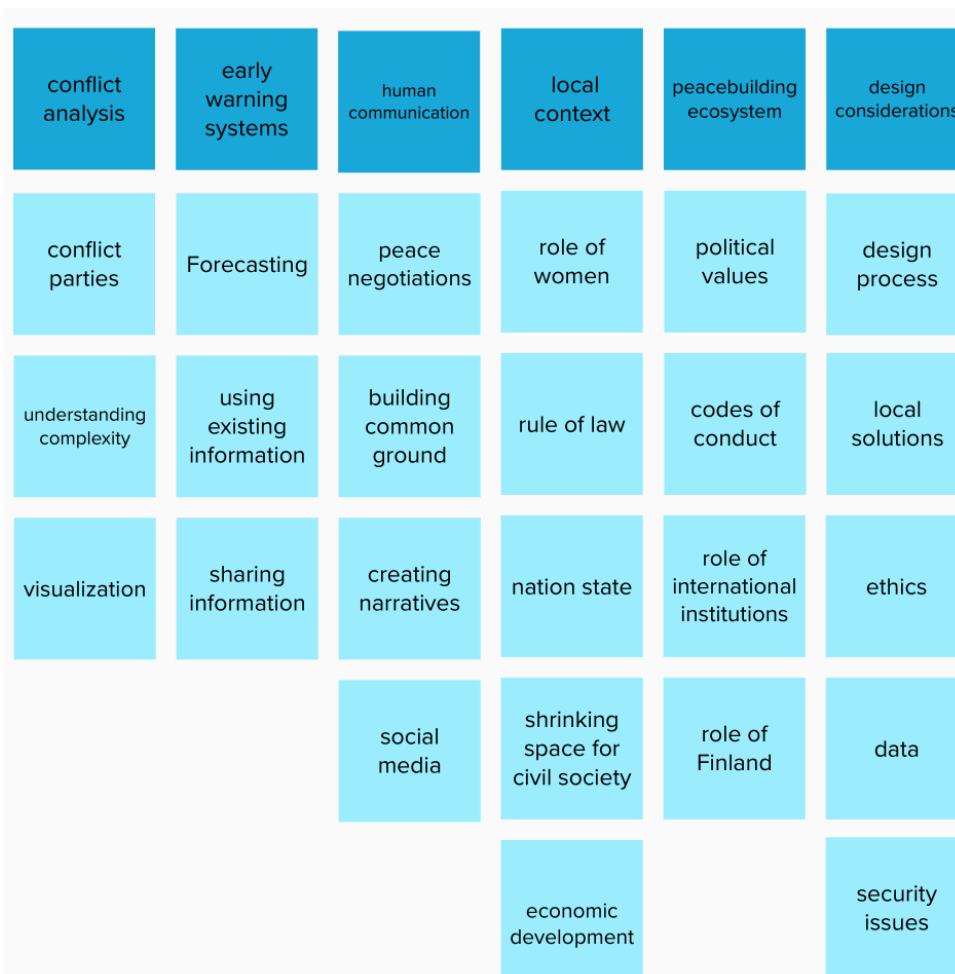 conflict
analysis
early
warning
systems
human
communication
local
context
peacebuilding
ecosystem
design
considerations
conflict
parties
Forecasting
peace
negotiations
role of
women
political
values
design
process
understanding
complexity
using
existing
information
building
common
ground
rule of law
codes of
conduct
local
solutions
visualization
sharing
information
creating
narratives
nation state
role of
international
institutions
ethics
social
media
shrinking
space for
civil society
role of
Finland
data
economic
development
security
issues